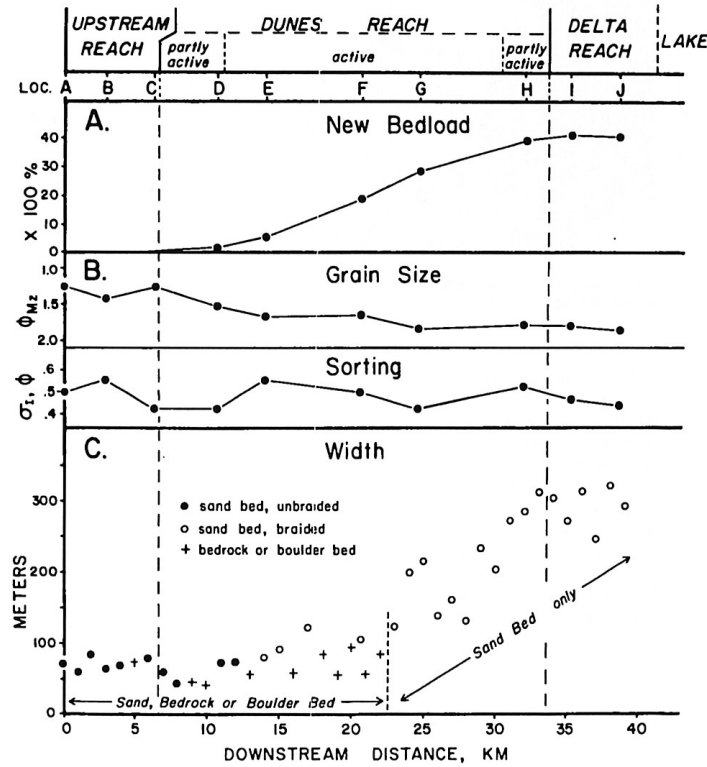 UPSTREAM REACH
DUNES REACH
DELTA REACH
LAKE
partly active
active
partly active
LOC. A B C D E F G H I J
A. New Bedload
X 100 %
40
30
20
10
0
B. Grain Size
ΦMz
1.0
1.5
2.0
Sorting
σI, Φ
.6
.5
.4
C. Width
METERS
300
200
100
0
● sand bed, unbraided
○ sand bed, braided
+ bedrock or boulder bed
Sand, Bedrock or Boulder Bed
Sand Bed only
0 5 10 15 20 25 30 35 40
DOWNSTREAM DISTANCE, KM